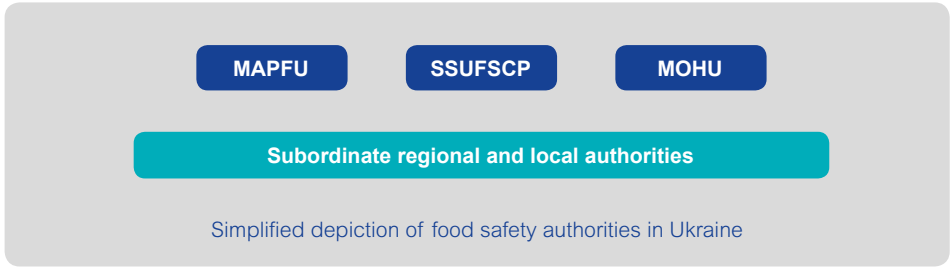 MAPFU SSUFSCP MOHU
Subordinate regional and local authorities
Simplified depiction of food safety authorities in Ukraine